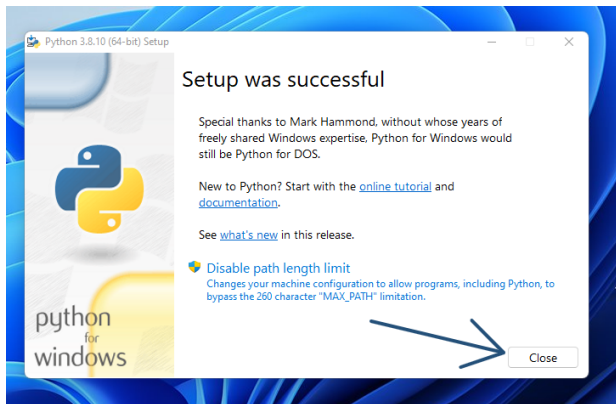 Python 3.8.10 (64-bit) Setup
Setup was successful
Special thanks to Mark Hammond, without whose years of
freely shared Windows expertise, Python for Windows would
still be Python for DOS.
New to Python? Start with the online tutorial and
documentation.
See what's new in this release.
Disable path length limit
Changes your machine configuration to allow programs, including Python, to
bypass the 260 character "MAX_PATH" limitation.
python
for
windows
Close